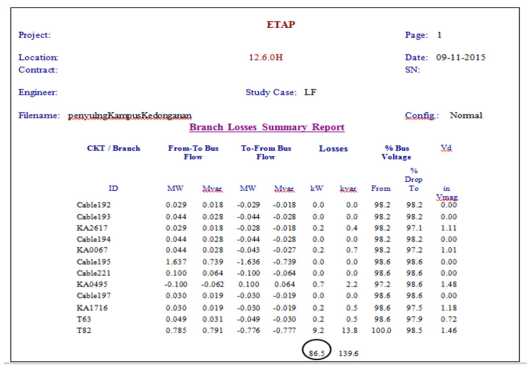 ETAP
Project: Page: 1
Location: 12.6.0H Date: 09-11-2015
Contract: SN:
Engineer: Study Case: LF
Filename: penyulngKampusKedonganan Config.: Normal
Branch Losses Summary Report
CKT / Branch From-To Bus Flow To-From Bus Flow Losses % Bus Voltage Vd
% Drop
ID MW Mvar MW Mvar kW kvar From To in Vmag
Cable192 0.029 0.018 -0.029 -0.018 0.0 0.0 98.2 98.2 0.00
Cable193 0.044 0.028 -0.044 -0.028 0.0 0.0 98.2 98.2 0.00
KA2617 0.029 0.018 -0.028 -0.018 0.2 0.4 98.2 97.1 1.11
Cable194 0.044 0.028 -0.044 -0.028 0.0 0.0 98.2 98.2 0.00
KA0067 0.044 0.028 -0.043 -0.027 0.2 0.7 98.2 97.2 1.01
Cable195 1.637 0.739 -1.636 -0.739 0.0 0.0 98.6 98.6 0.00
Cable221 0.100 0.064 -0.100 -0.064 0.0 0.0 98.6 98.6 0.00
KA0495 -0.100 -0.062 0.100 0.064 0.7 2.2 97.2 98.6 1.48
Cable197 0.030 0.019 -0.030 -0.019 0.0 0.0 98.6 98.6 0.00
KA1716 0.030 0.019 -0.030 -0.019 0.2 0.5 98.6 97.5 1.18
T63 0.049 0.031 -0.049 -0.030 0.2 0.5 98.6 97.9 0.72
T82 0.785 0.791 -0.776 -0.777 9.2 13.8 100.0 98.5 1.46
86.5 139.6